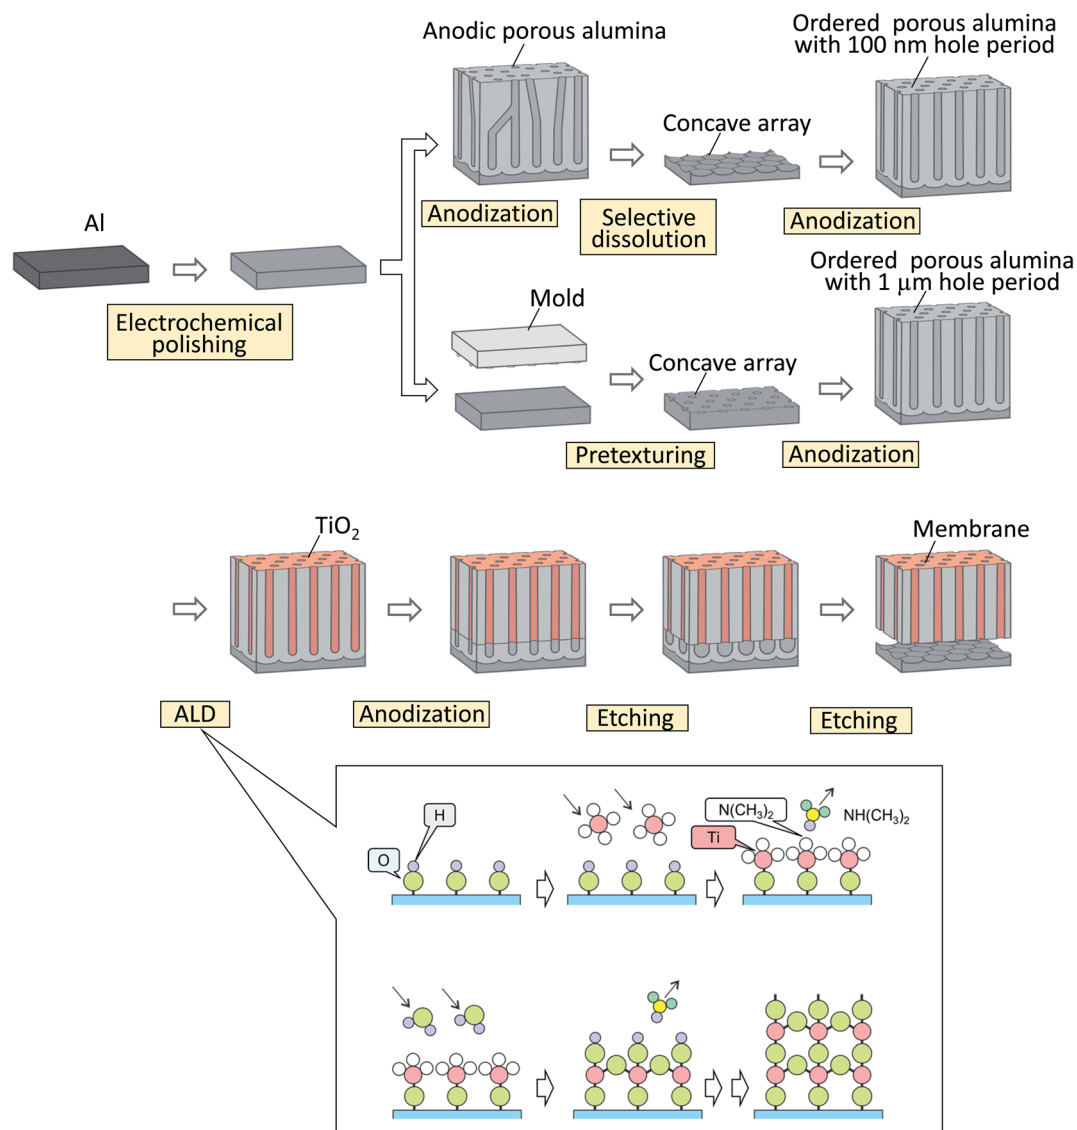 Anodic porous alumina
Ordered porous alumina
with 100 nm hole period
Concave array
Anodization
Selective
dissolution
Anodization
Al
Electrochemical
polishing
Ordered porous alumina
with 1 μm hole period
Mold
Concave array
Pretexturing
Anodization
TiO₂
Membrane
ALD
Anodization
Etching
Etching
H
O
N(CH₃)₂
NH(CH₃)₂
Ti